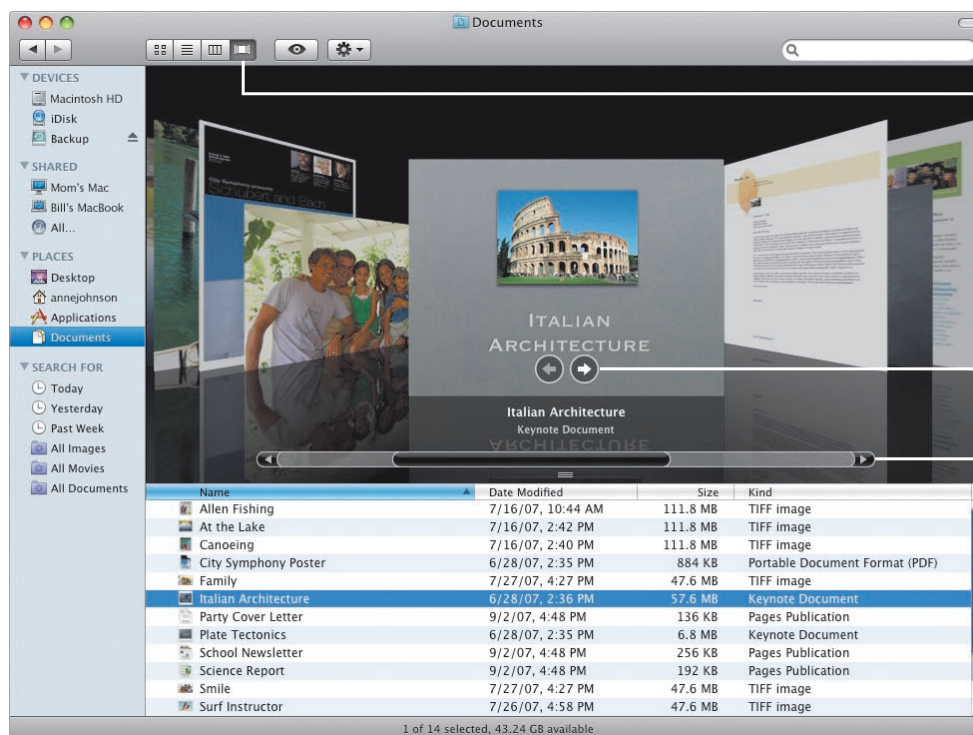 Documents
DEVICES
Macintosh HD
iDisk
Backup
SHARED
Mom's Mac
Bill's MacBook
All...
PLACES
Desktop
annejohnson
Applications
Documents
SEARCH FOR
Today
Yesterday
Past Week
All Images
All Movies
All Documents
City Symphony presents
Schubert and Bach
ITALIAN
ARCHITECTURE
Italian Architecture
Keynote Document
Name Date Modified Size Kind
Allen Fishing 7/16/07, 10:44 AM 111.8 MB TIFF image
At the Lake 7/16/07, 2:42 PM 111.8 MB TIFF image
Canoeing 7/16/07, 2:40 PM 111.8 MB TIFF image
City Symphony Poster 6/28/07, 2:35 PM 884 KB Portable Document Format (PDF)
Family 7/27/07, 4:27 PM 47.6 MB TIFF image
Italian Architecture 6/28/07, 2:36 PM 57.6 MB Keynote Document
Party Cover Letter 9/2/07, 4:48 PM 136 KB Pages Publication
Plate Tectonics 6/28/07, 2:35 PM 6.8 MB Keynote Document
School Newsletter 9/2/07, 4:48 PM 256 KB Pages Publication
Science Report 9/2/07, 4:48 PM 192 KB Pages Publication
Smile 7/27/07, 4:27 PM 47.6 MB TIFF image
Surf Instructor 7/26/07, 4:58 PM 47.6 MB TIFF image
1 of 14 selected, 43.24 GB available